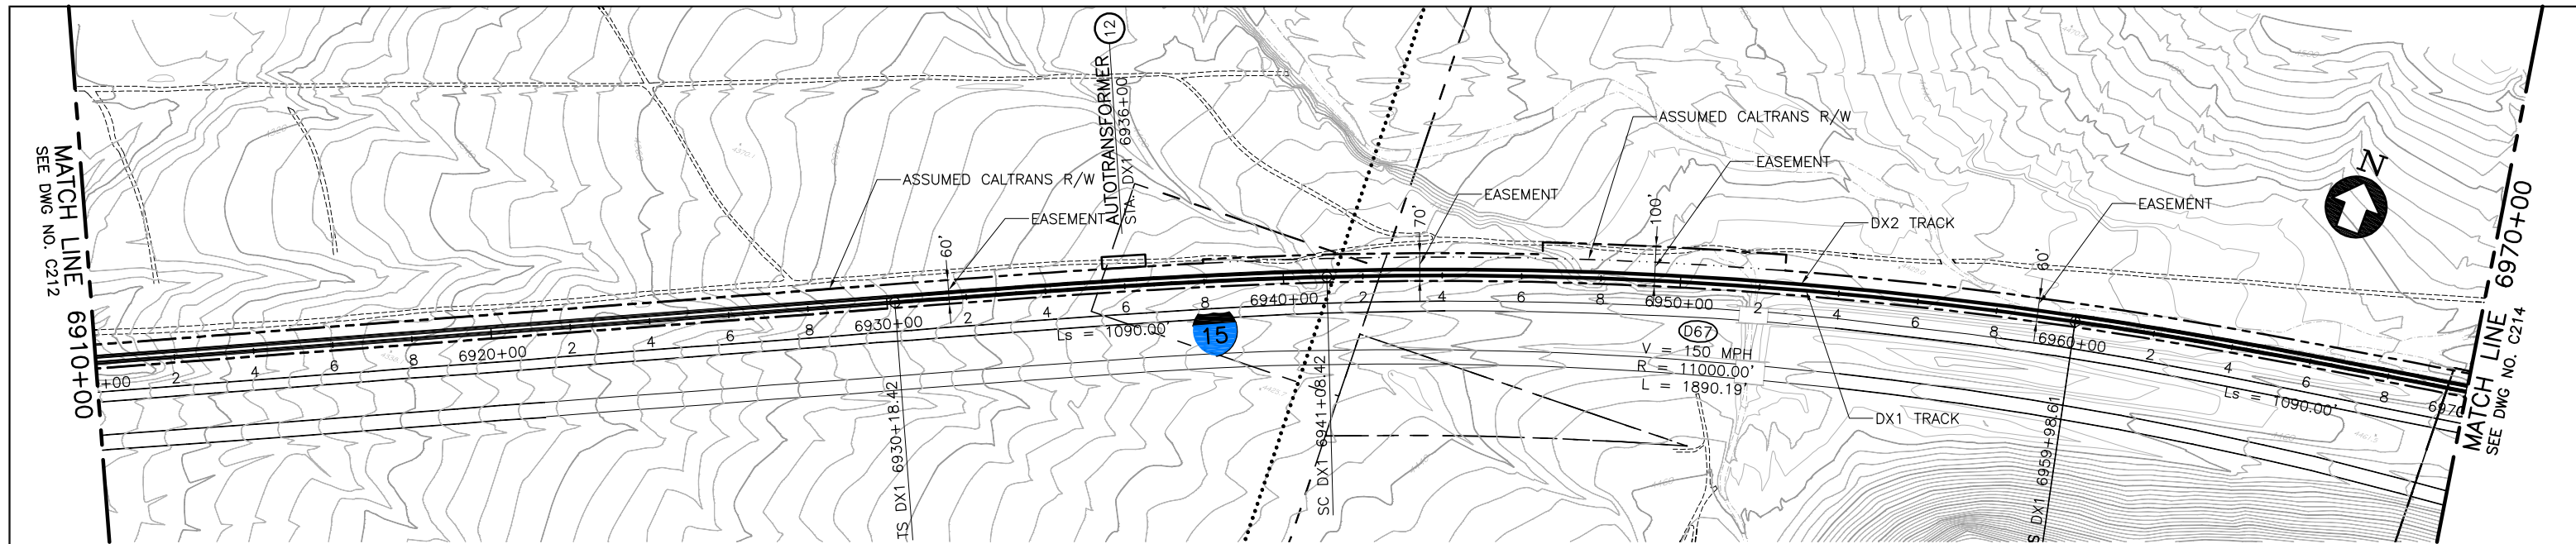 MATCH LINE 6910+00
SEE DWG NO. C212
+00 2 4 6 8 6920+00 2 4 6 8 6930+00 2 4 6 8 6940+00 2 4 6 8 6950+00 2 4 6 8 6960+00 2 4 6 8 6970
ASSUMED CALTRANS R/W
EASEMENT
60'
12
AUTOTRANSFORMER
STA. DX1 6936+00
TS DX1 6930+18.42
Ls = 1090.00'
15
SC DX1 6941+08.42
70'
EASEMENT
ASSUMED CALTRANS R/W
EASEMENT
100'
D67
V = 150 MPH
R = 11000.00'
L = 1890.19'
DX2 TRACK
DX1 TRACK
EASEMENT
60'
S DX1 6959+98.61
Ls = 1090.00'
N
MATCH LINE 6970+00
SEE DWG NO. C214